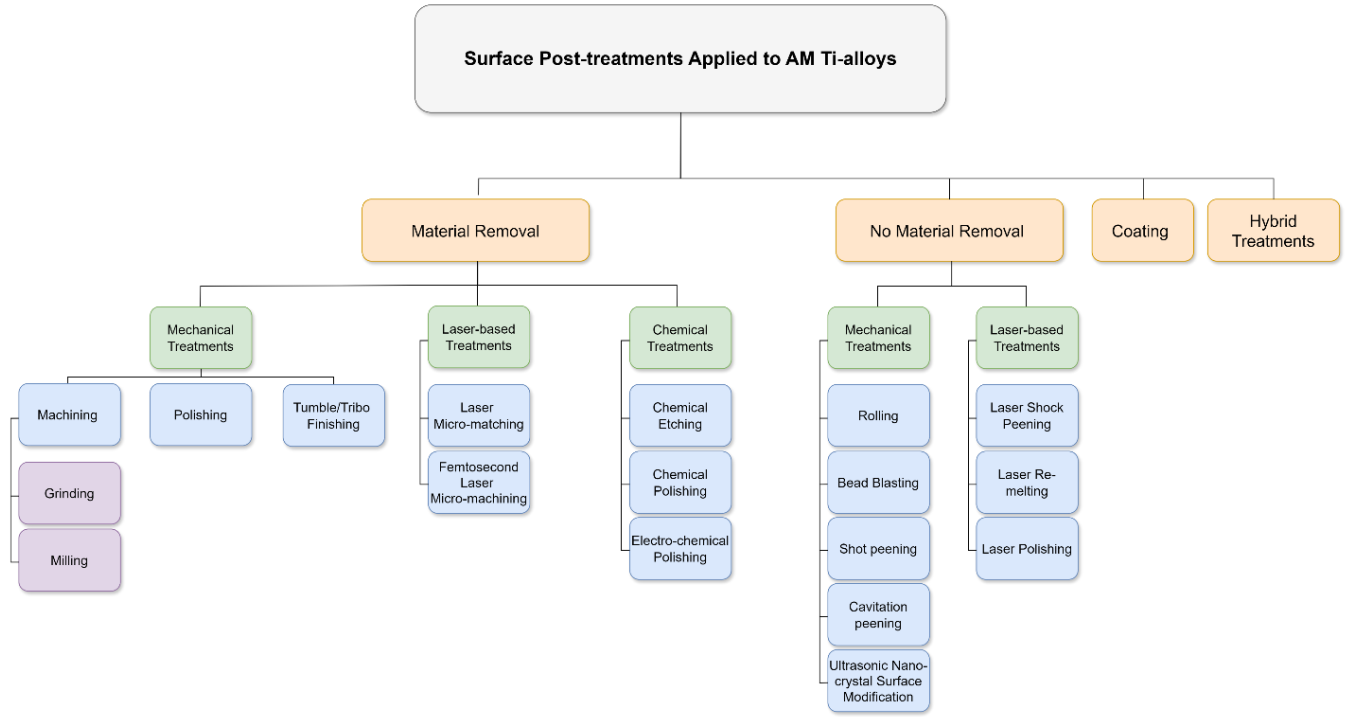 Surface Post-treatments Applied to AM Ti-alloys
Material Removal
No Material Removal
Coating
Hybrid
Treatments
Mechanical
Treatments
Laser-based
Treatments
Chemical
Treatments
Mechanical
Treatments
Laser-based
Treatments
Machining
Polishing
Tumble/Tribo
Finishing
Grinding
Milling
Laser
Micro-matching
Femtosecond
Laser
Micro-machining
Chemical
Etching
Chemical
Polishing
Electro-chemical
Polishing
Rolling
Bead Blasting
Shot peening
Cavitation
peening
Ultrasonic Nano-
crystal Surface
Modification
Laser Shock
Peening
Laser Re-
melting
Laser Polishing